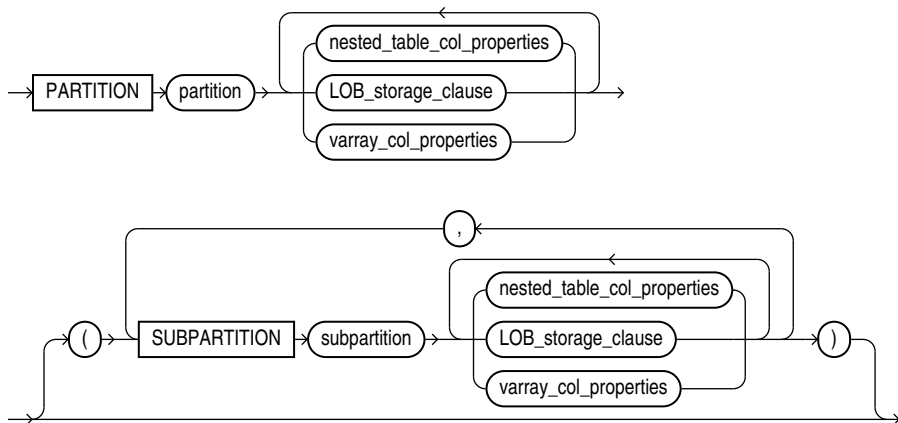 nested_table_col_properties
PARTITION partition LOB_storage_clause
varray_col_properties
,
nested_table_col_properties
( SUBPARTITION subpartition LOB_storage_clause )
varray_col_properties